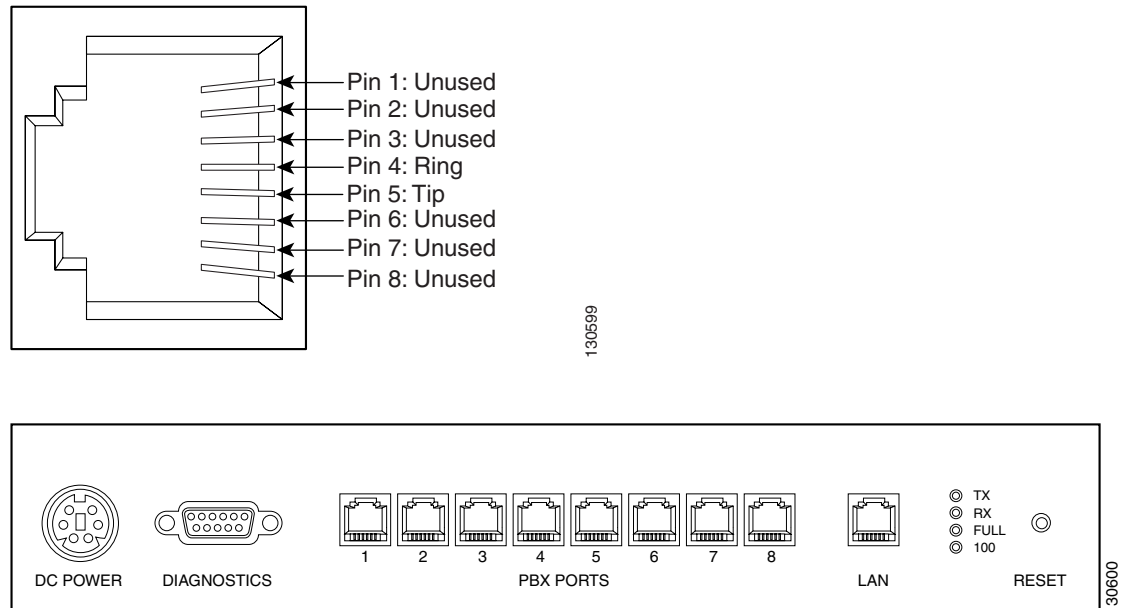 Pin 1: Unused
Pin 2: Unused
Pin 3: Unused
Pin 4: Ring
Pin 5: Tip
Pin 6: Unused
Pin 7: Unused
Pin 8: Unused
130599
TX
RX
FULL
100
1 2 3 4 5 6 7 8
DC POWER DIAGNOSTICS PBX PORTS LAN RESET
30600